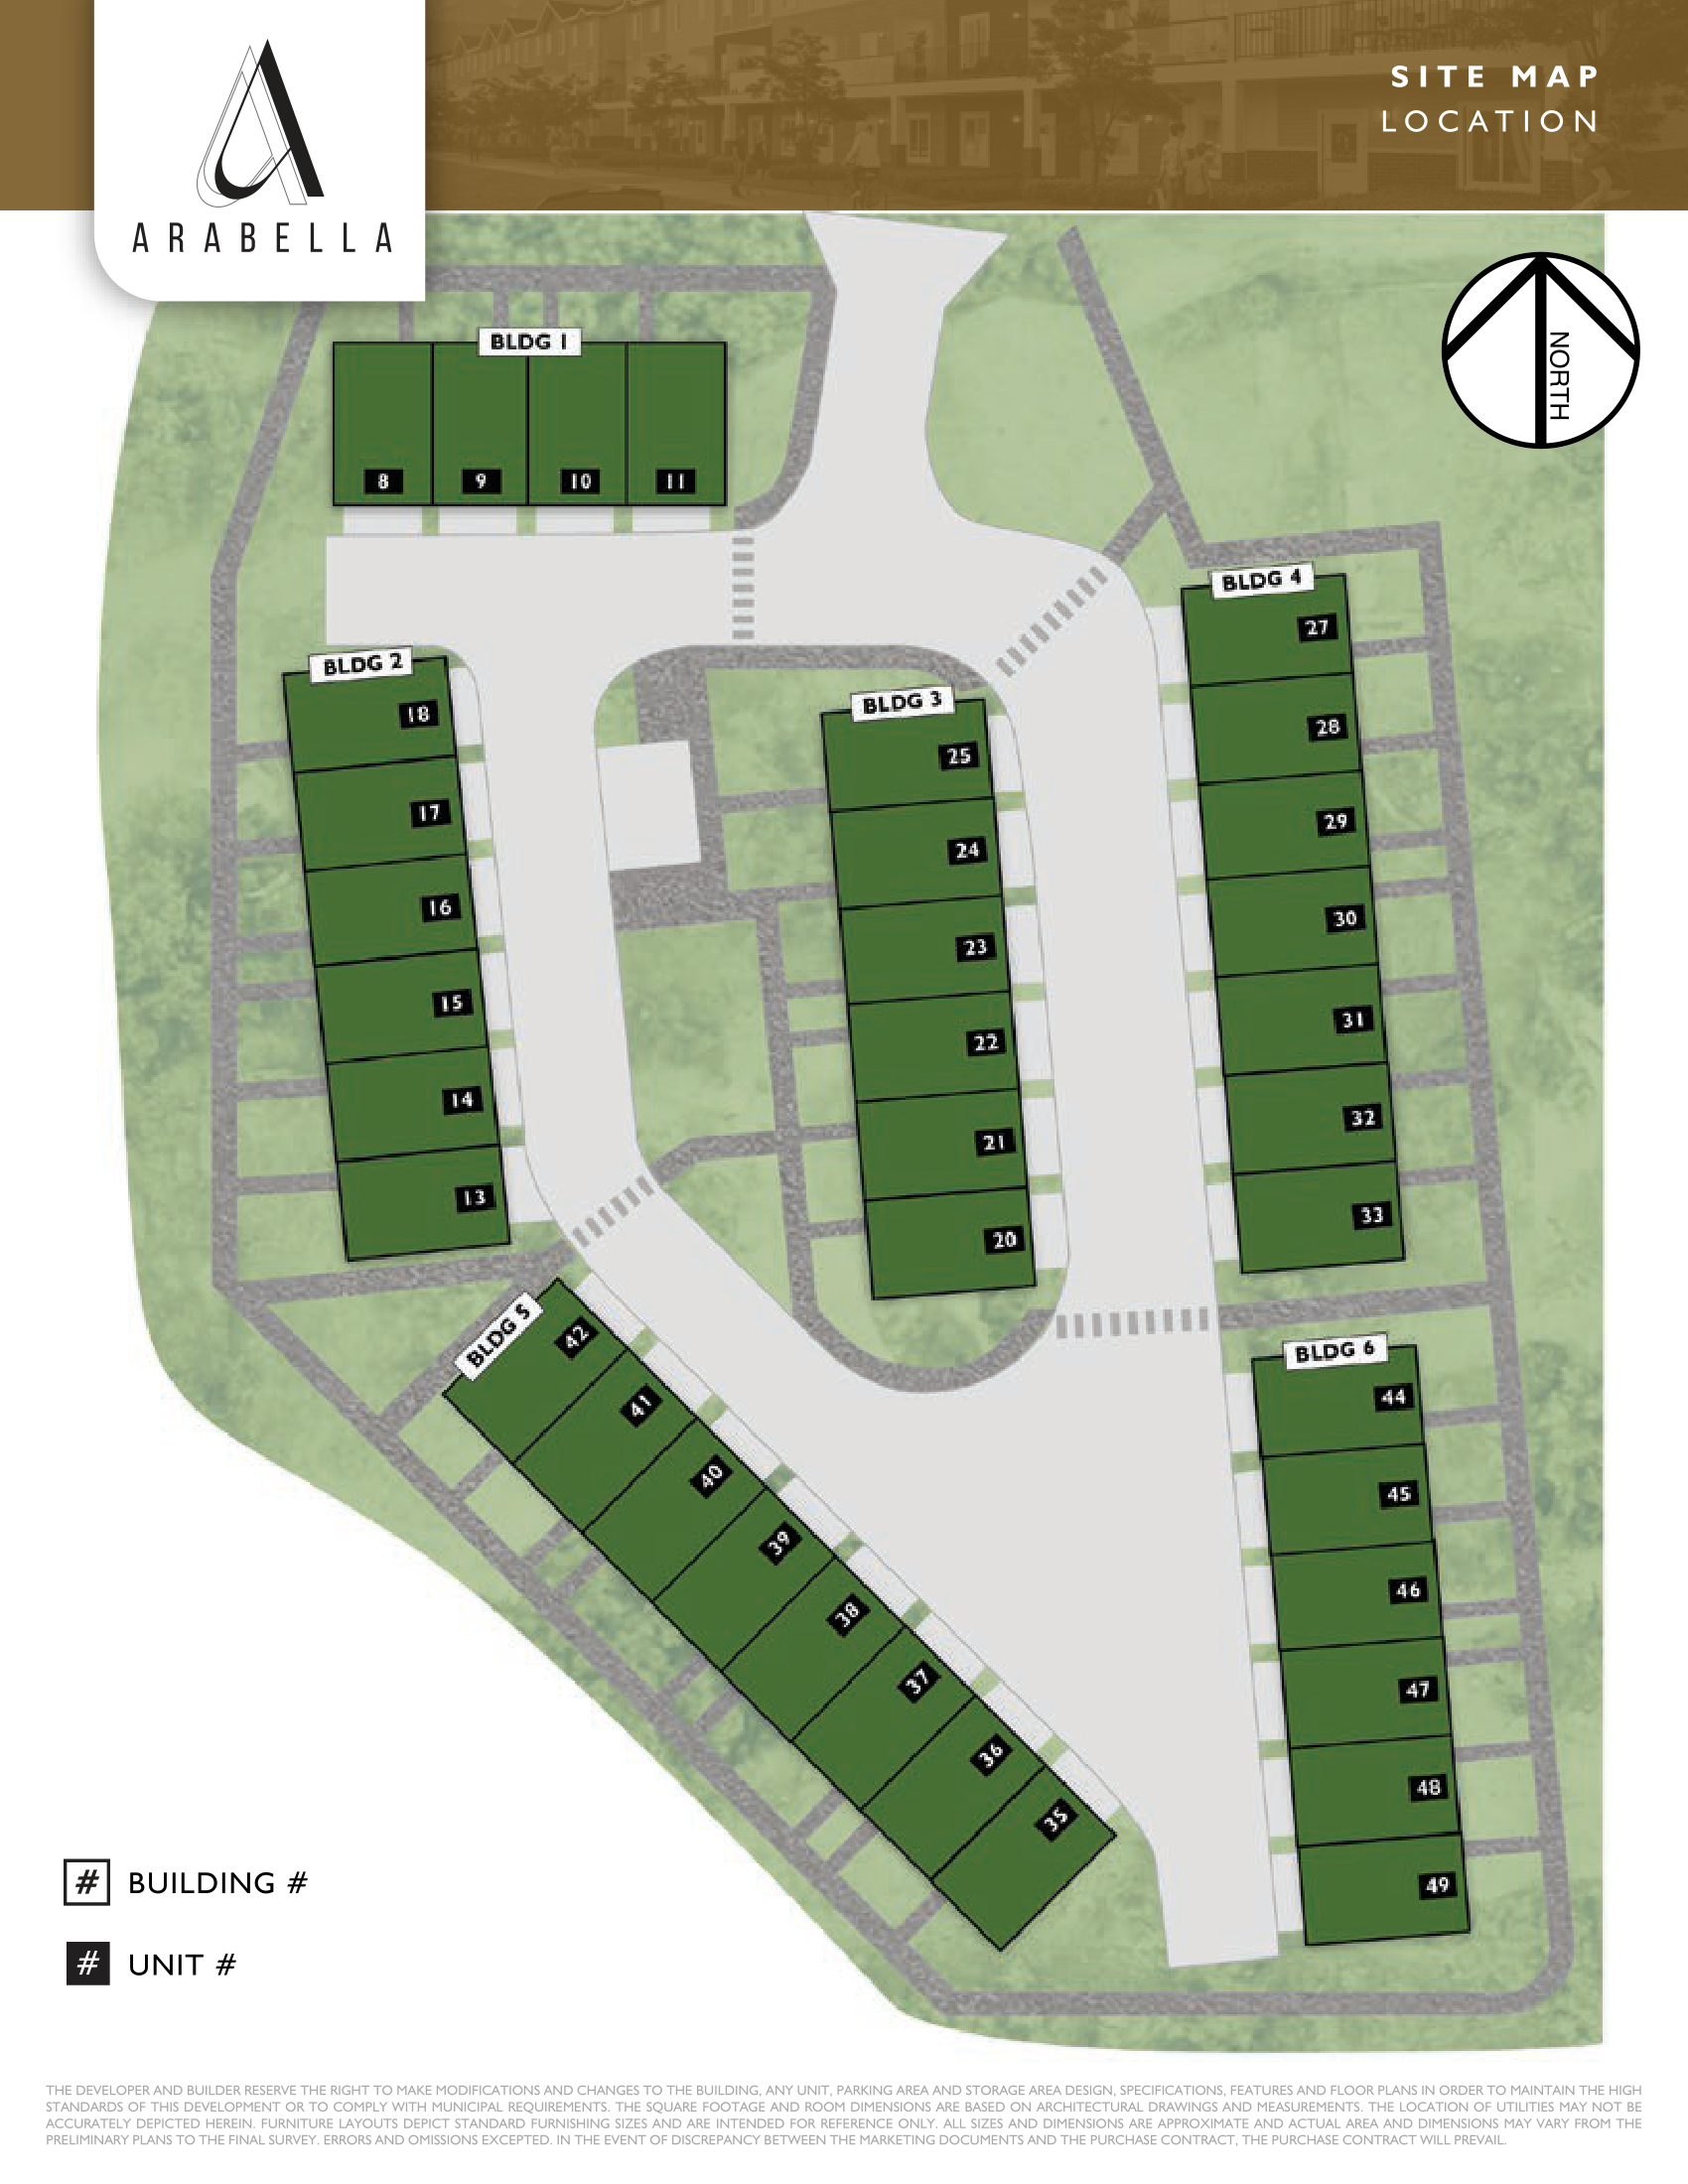 SITE MAP
LOCATION
ARABELLA
NORTH
BLDG 1
8 9 10 11
BLDG 2
18
17
16
15
14
13
BLDG 3
25
24
23
22
21
20
BLDG 4
27
28
29
30
31
32
33
BLDG 5
42
41
40
39
38
37
36
35
BLDG 6
44
45
46
47
48
49
# BUILDING #
# UNIT #
THE DEVELOPER AND BUILDER RESERVE THE RIGHT TO MAKE MODIFICATIONS AND CHANGES TO THE BUILDING, ANY UNIT, PARKING AREA AND STORAGE AREA DESIGN, SPECIFICATIONS, FEATURES AND FLOOR PLANS IN ORDER TO MAINTAIN THE HIGH
STANDARDS OF THIS DEVELOPMENT OR TO COMPLY WITH MUNICIPAL REQUIREMENTS. THE SQUARE FOOTAGE AND ROOM DIMENSIONS ARE BASED ON ARCHITECTURAL DRAWINGS AND MEASUREMENTS. THE LOCATION OF UTILITIES MAY NOT BE
ACCURATELY DEPICTED HEREIN. FURNITURE LAYOUTS DEPICT STANDARD FURNISHING SIZES AND ARE INTENDED FOR REFERENCE ONLY. ALL SIZES AND DIMENSIONS ARE APPROXIMATE AND ACTUAL AREA AND DIMENSIONS MAY VARY FROM THE
PRELIMINARY PLANS TO THE FINAL SURVEY. ERRORS AND OMISSIONS EXCEPTED. IN THE EVENT OF DISCREPANCY BETWEEN THE MARKETING DOCUMENTS AND THE PURCHASE CONTRACT, THE PURCHASE CONTRACT WILL PREVAIL.